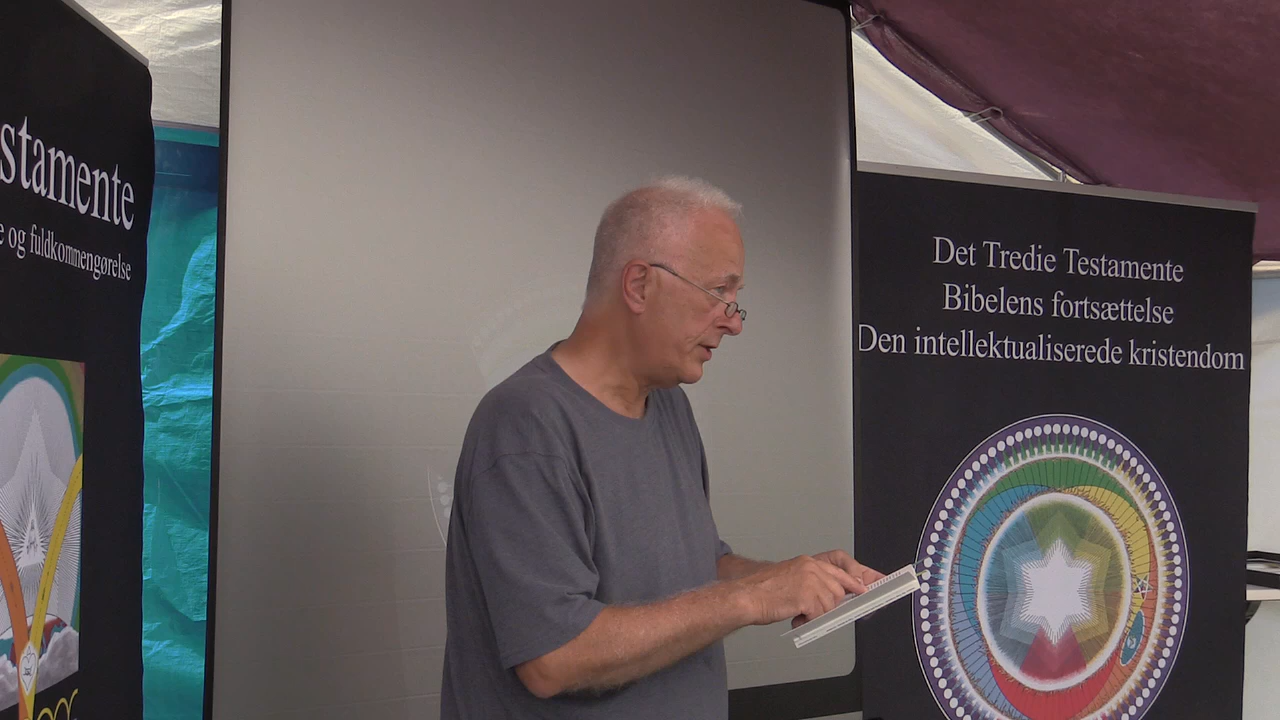 stamente
e og fuldkommengørelse
Det Tredie Testamente
Bibelens fortsættelse
Den intellektualiserede kristendom